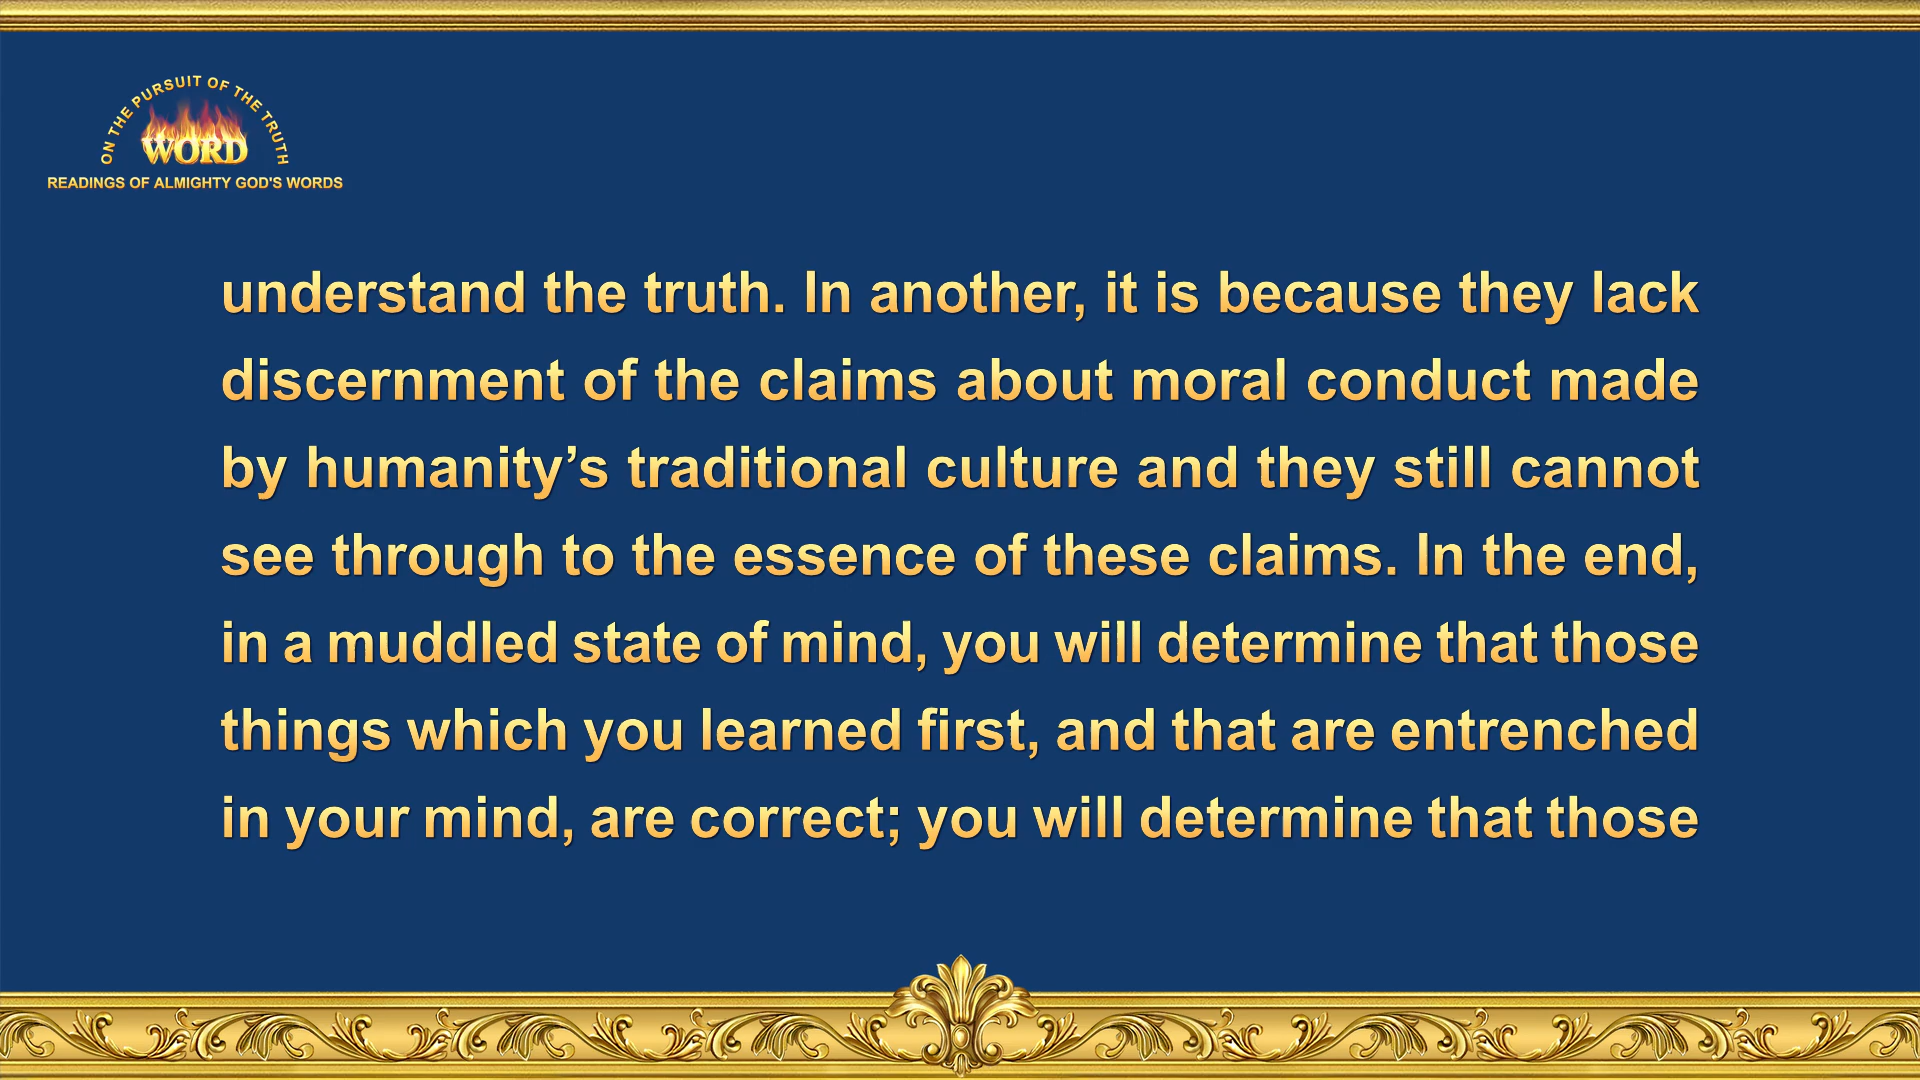 ON THE PURSUIT OF THE TRUTH
WORD
READINGS OF ALMIGHTY GOD'S WORDS
understand the truth. In another, it is because they lack
discernment of the claims about moral conduct made
by humanity’s traditional culture and they still cannot
see through to the essence of these claims. In the end,
in a muddled state of mind, you will determine that those
things which you learned first, and that are entrenched
in your mind, are correct; you will determine that those